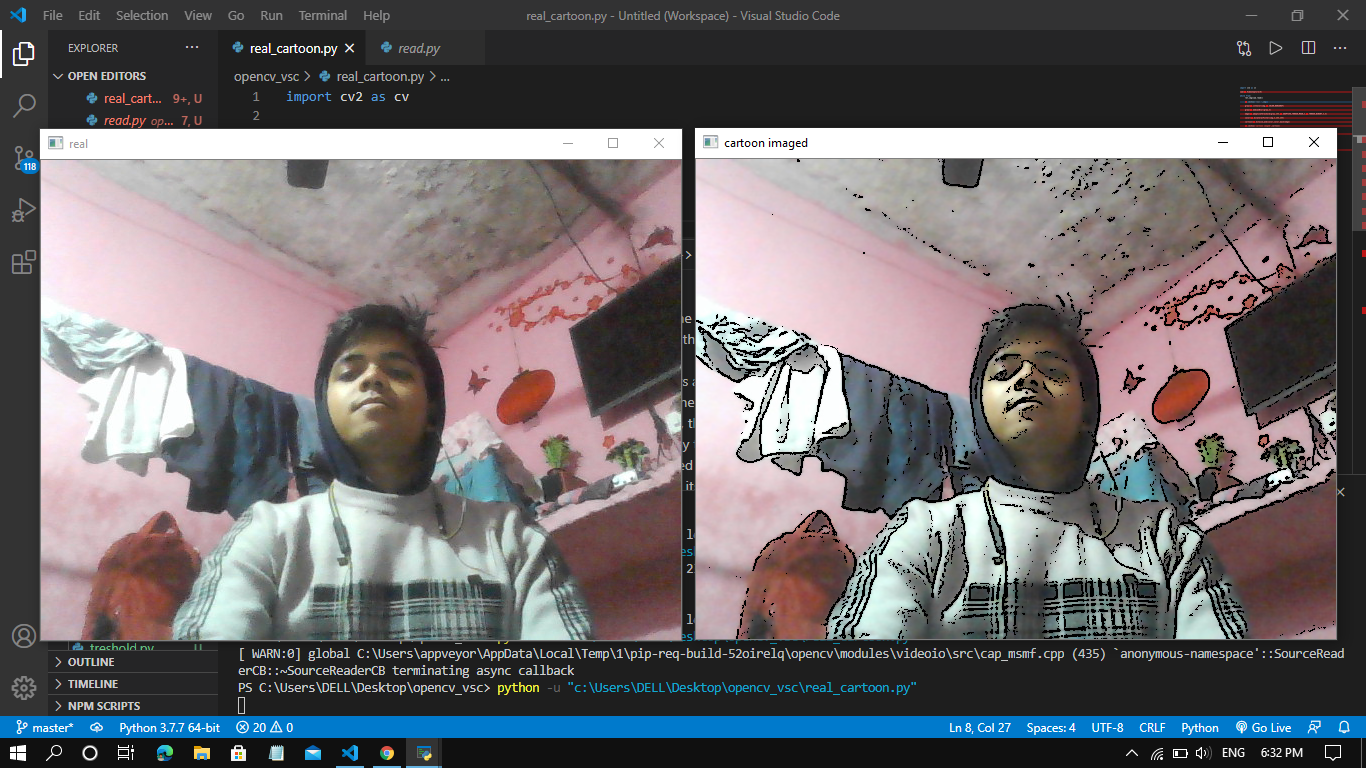 File Edit Selection View Go Run Terminal Help
real_cartoon.py - Untitled (Workspace) - Visual Studio Code
EXPLORER
real_cartoon.py
read.py
OPEN EDITORS
opencv_vsc > real_cartoon.py > ...
real_cart... 9+, U
1 import cv2 as cv
read.py op... 7, U
2
118
real
cartoon imaged
treshold.py U
OUTLINE
TIMELINE
NPM SCRIPTS
[ WARN:0] global C:\Users\appveyor\AppData\Local\Temp\1\pip-req-build-52oirelq\opencv\modules\videoio\src\cap_msmf.cpp (435) `anonymous-namespace'::SourceRead
erCB::~SourceReaderCB terminating async callback
PS C:\Users\DELL\Desktop\opencv_vsc> python -u "c:\Users\DELL\Desktop\opencv_vsc\real_cartoon.py"
master* Python 3.7.7 64-bit 20 0 Ln 8, Col 27 Spaces: 4 UTF-8 CRLF Python Go Live
ENG 6:32 PM